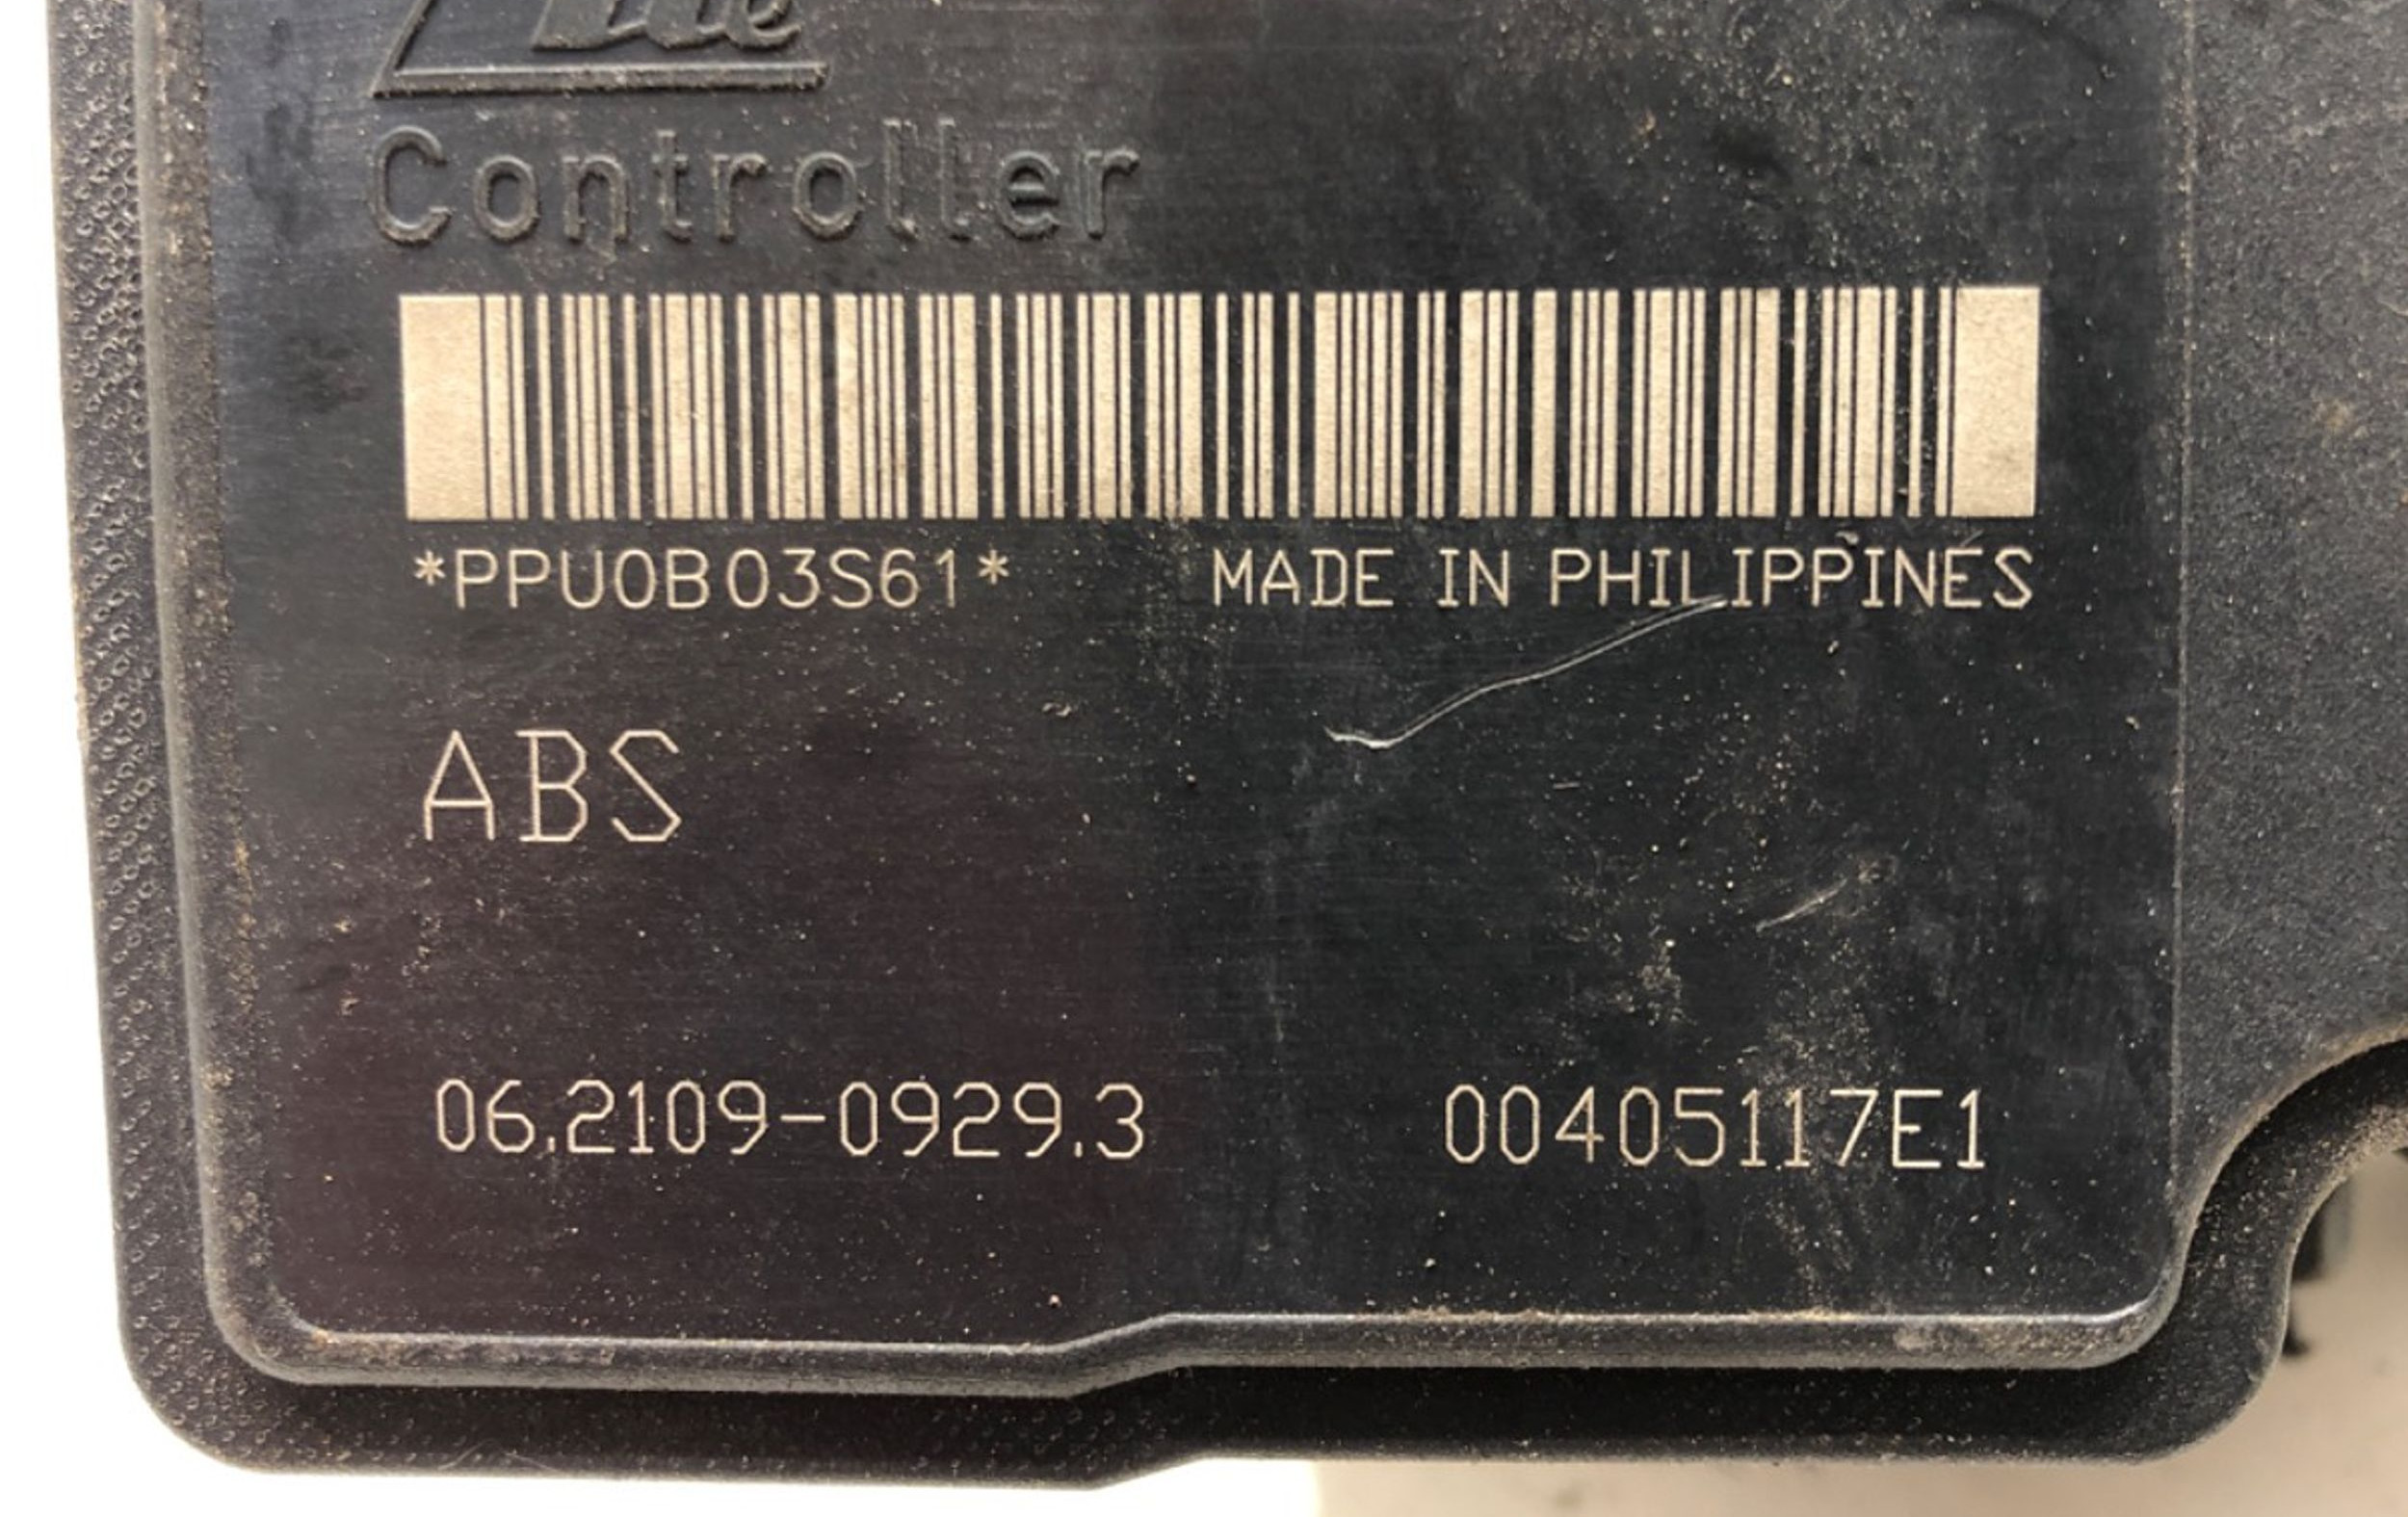 Controller
*PPU0B03S61* MADE IN PHILIPPINES
ABS
06.2109-0929.3 00405117E1